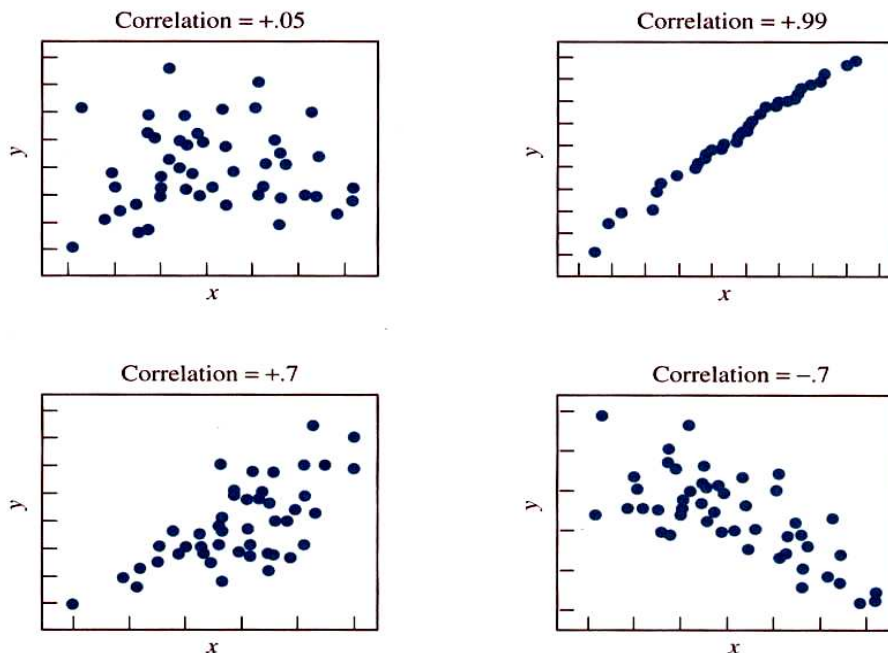 Correlation = +.05
y
x
Correlation = +.99
y
x
Correlation = +.7
y
x
Correlation = −.7
y
x